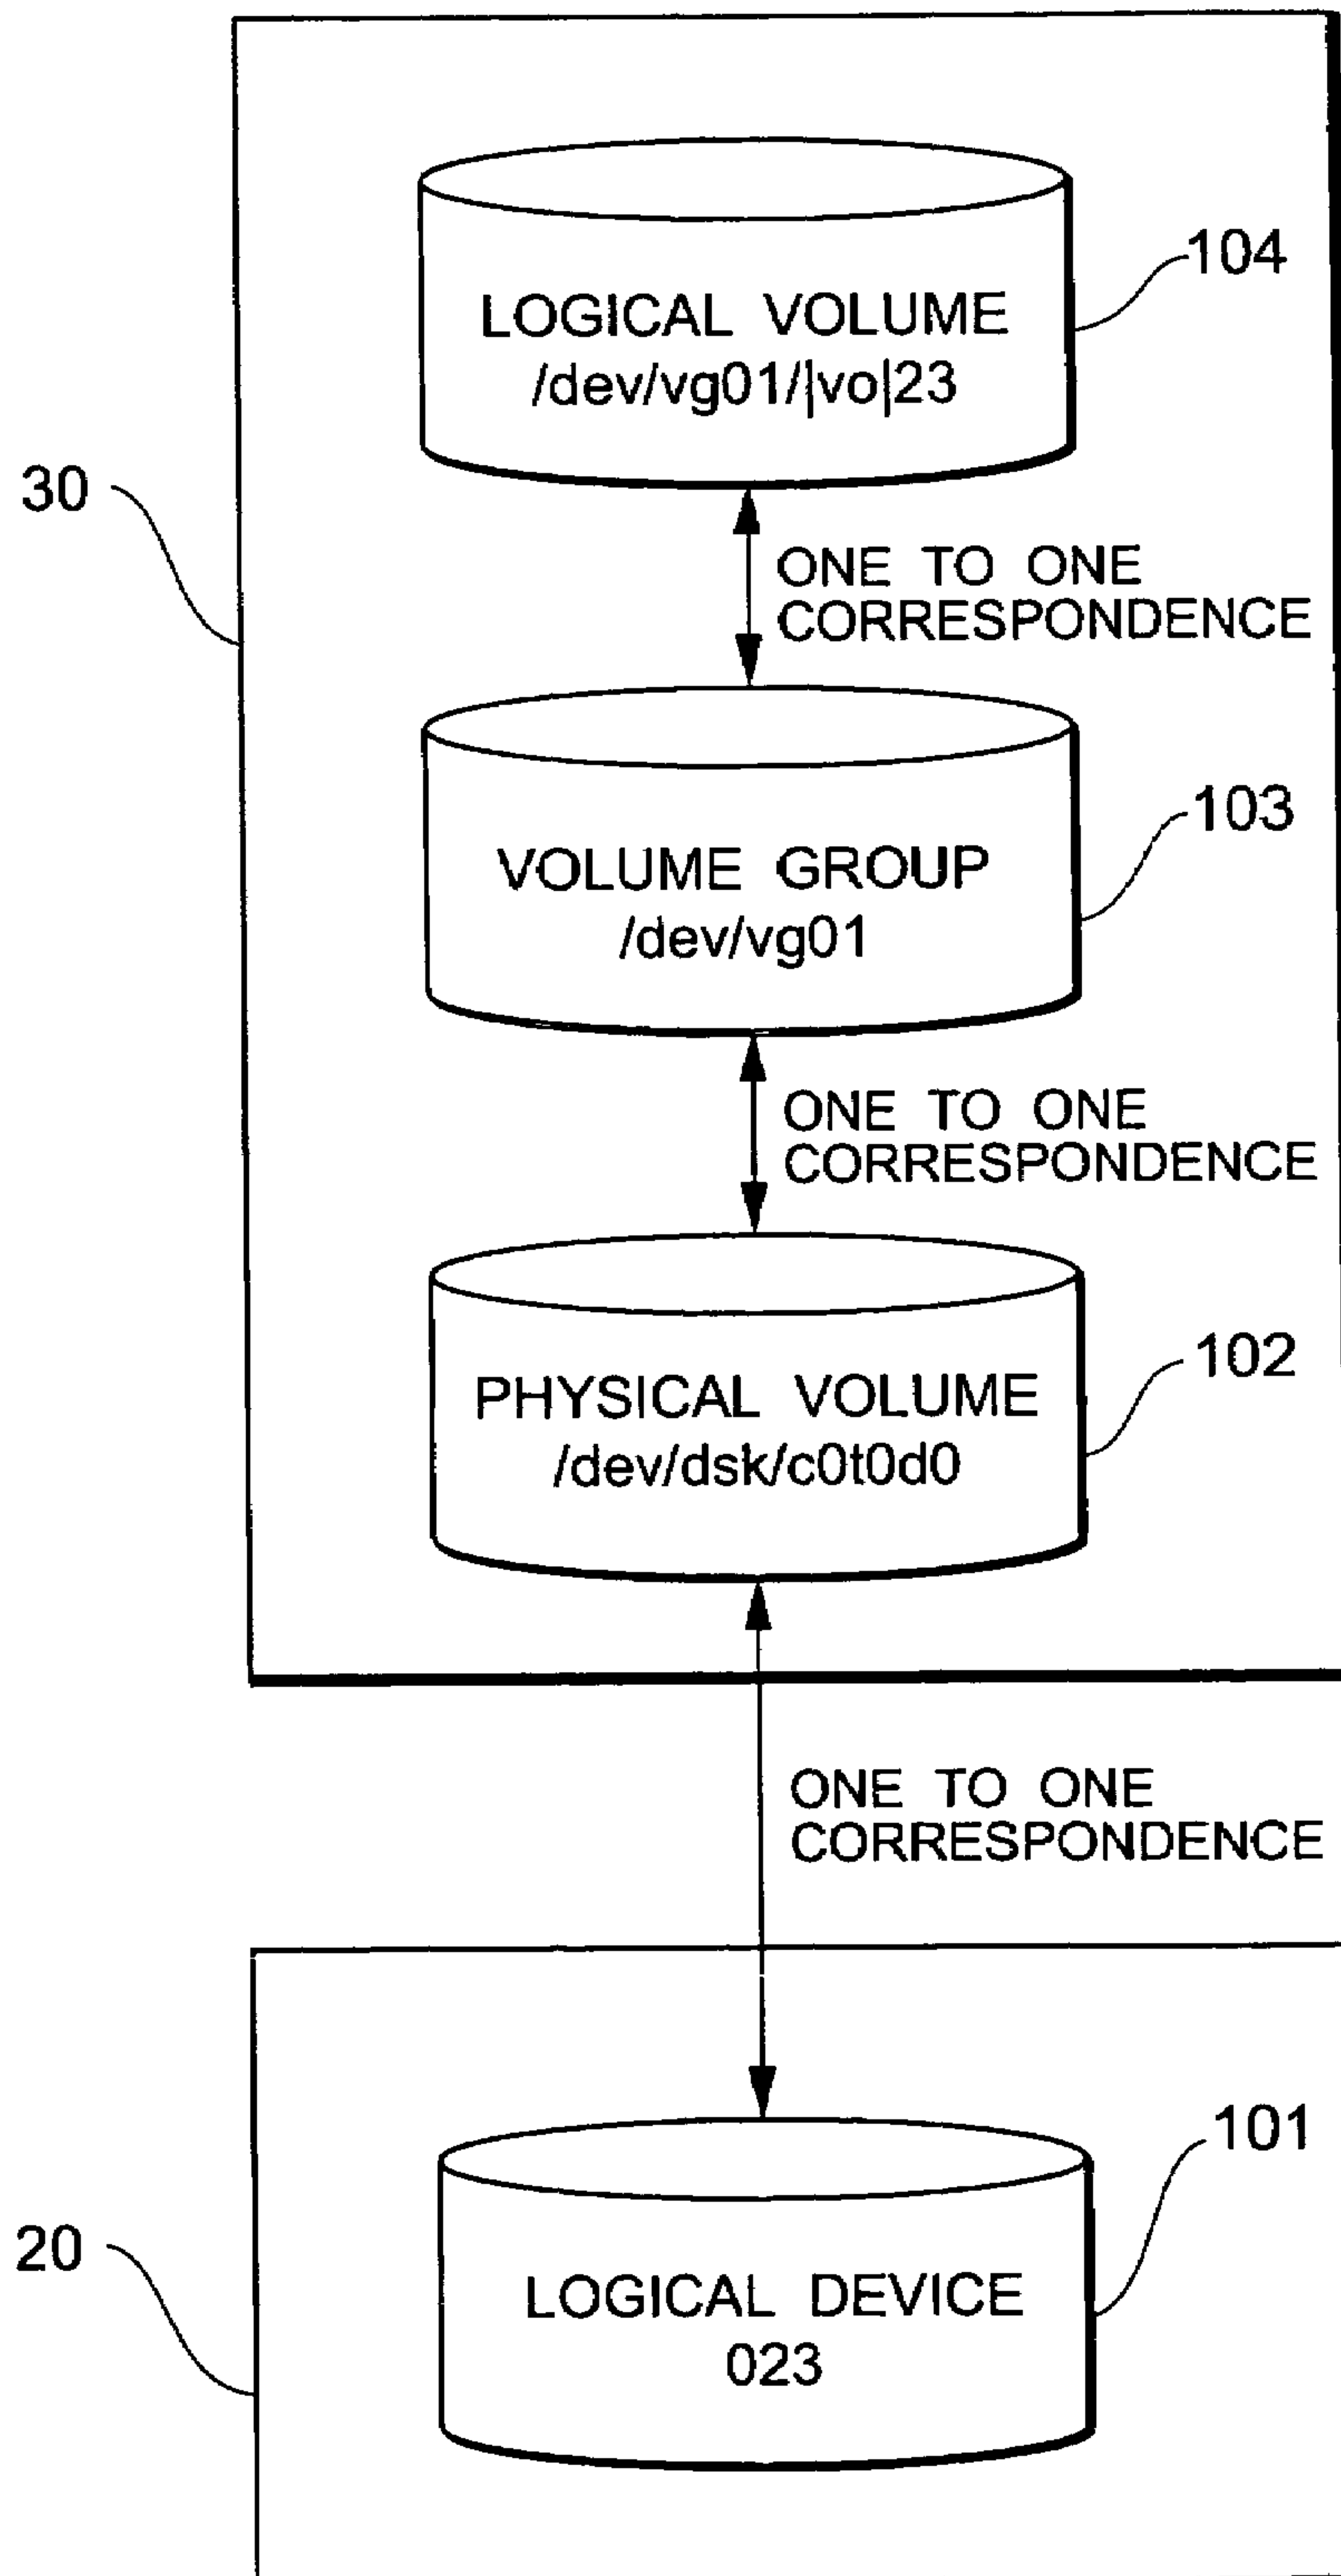 LOGICAL VOLUME
/dev/vg01/|vo|23
104
30
ONE TO ONE
CORRESPONDENCE
103
VOLUME GROUP
/dev/vg01
ONE TO ONE
CORRESPONDENCE
102
PHYSICAL VOLUME
/dev/dsk/c0t0d0
ONE TO ONE
CORRESPONDENCE
101
20
LOGICAL DEVICE
023